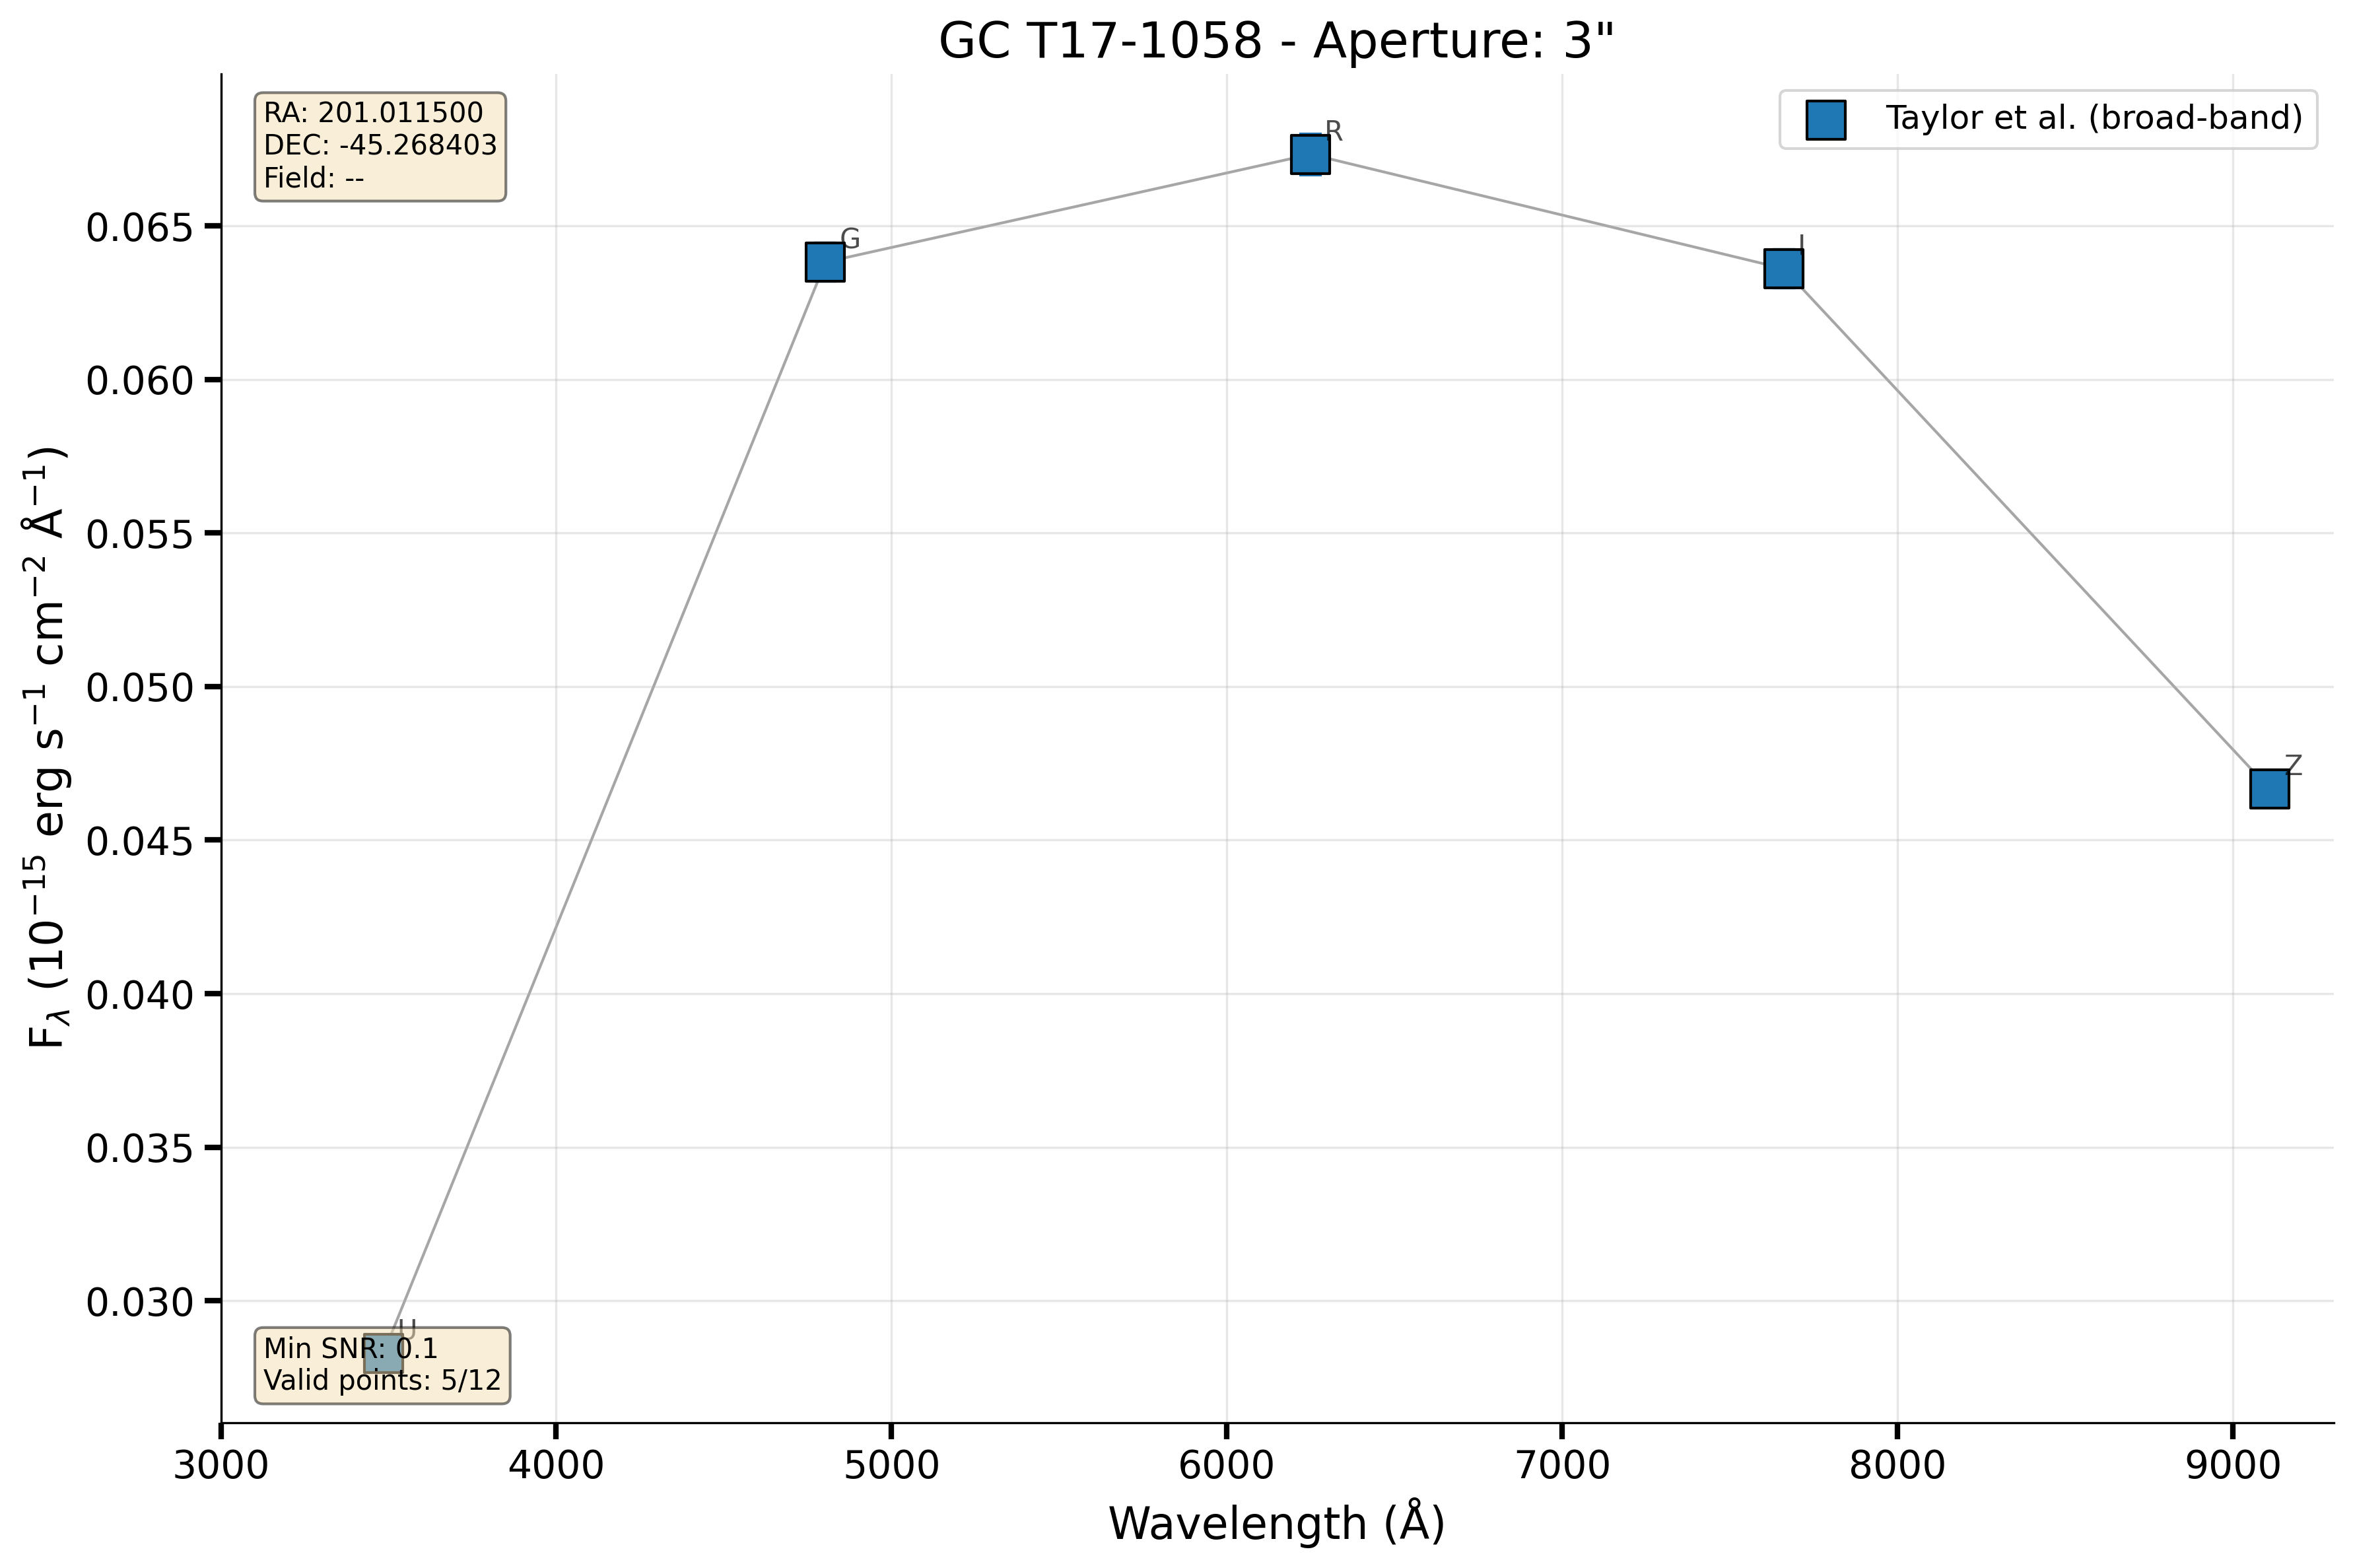 GC T17-1058 - Aperture: 3"
RA: 201.011500
DEC: -45.268403
Field: --
Taylor et al. (broad-band)
R
G
I
Z
U
Min SNR: 0.1
Valid points: 5/12
0.065
0.060
0.055
0.050
0.045
0.040
0.035
0.030
F_λ (10⁻¹⁵ erg s⁻¹ cm⁻² Å⁻¹)
3000 4000 5000 6000 7000 8000 9000
Wavelength (Å)